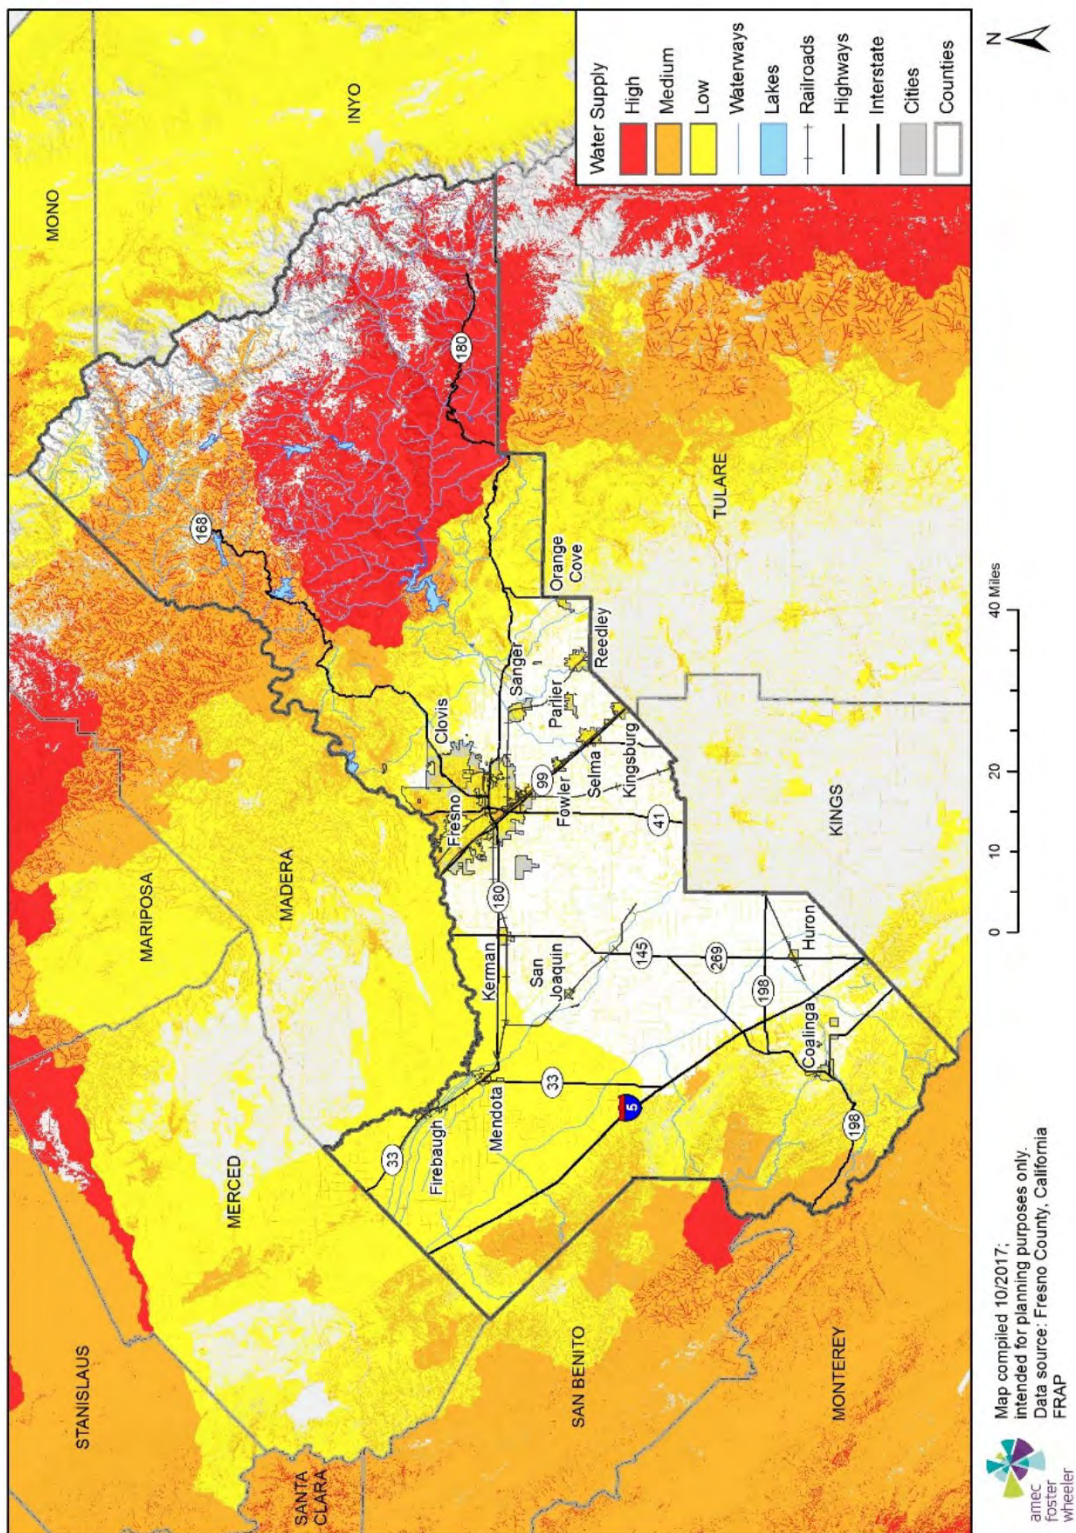 MONO
INYO
MARIPOSA
MADERA
MERCED
STANISLAUS
SANTA
CLARA
SAN BENITO
MONTEREY
KINGS
TULARE
168
180
Clovis
Fresno
180
99
Sanger
Orange
Cove
Parlier
Reedley
Fowler
Selma
Kingsburg
41
Kerman
San
Joaquin
145
269
198
Huron
Coalinga
198
33
Firebaugh
Mendota
33
5
Water Supply
High
Medium
Low
Waterways
Lakes
Railroads
Highways
Interstate
Cities
Counties
N
0 10 20 40 Miles
Map compiled 10/2017;
intended for planning purposes only.
Data source: Fresno County, California
FRAP
amec
foster
wheeler